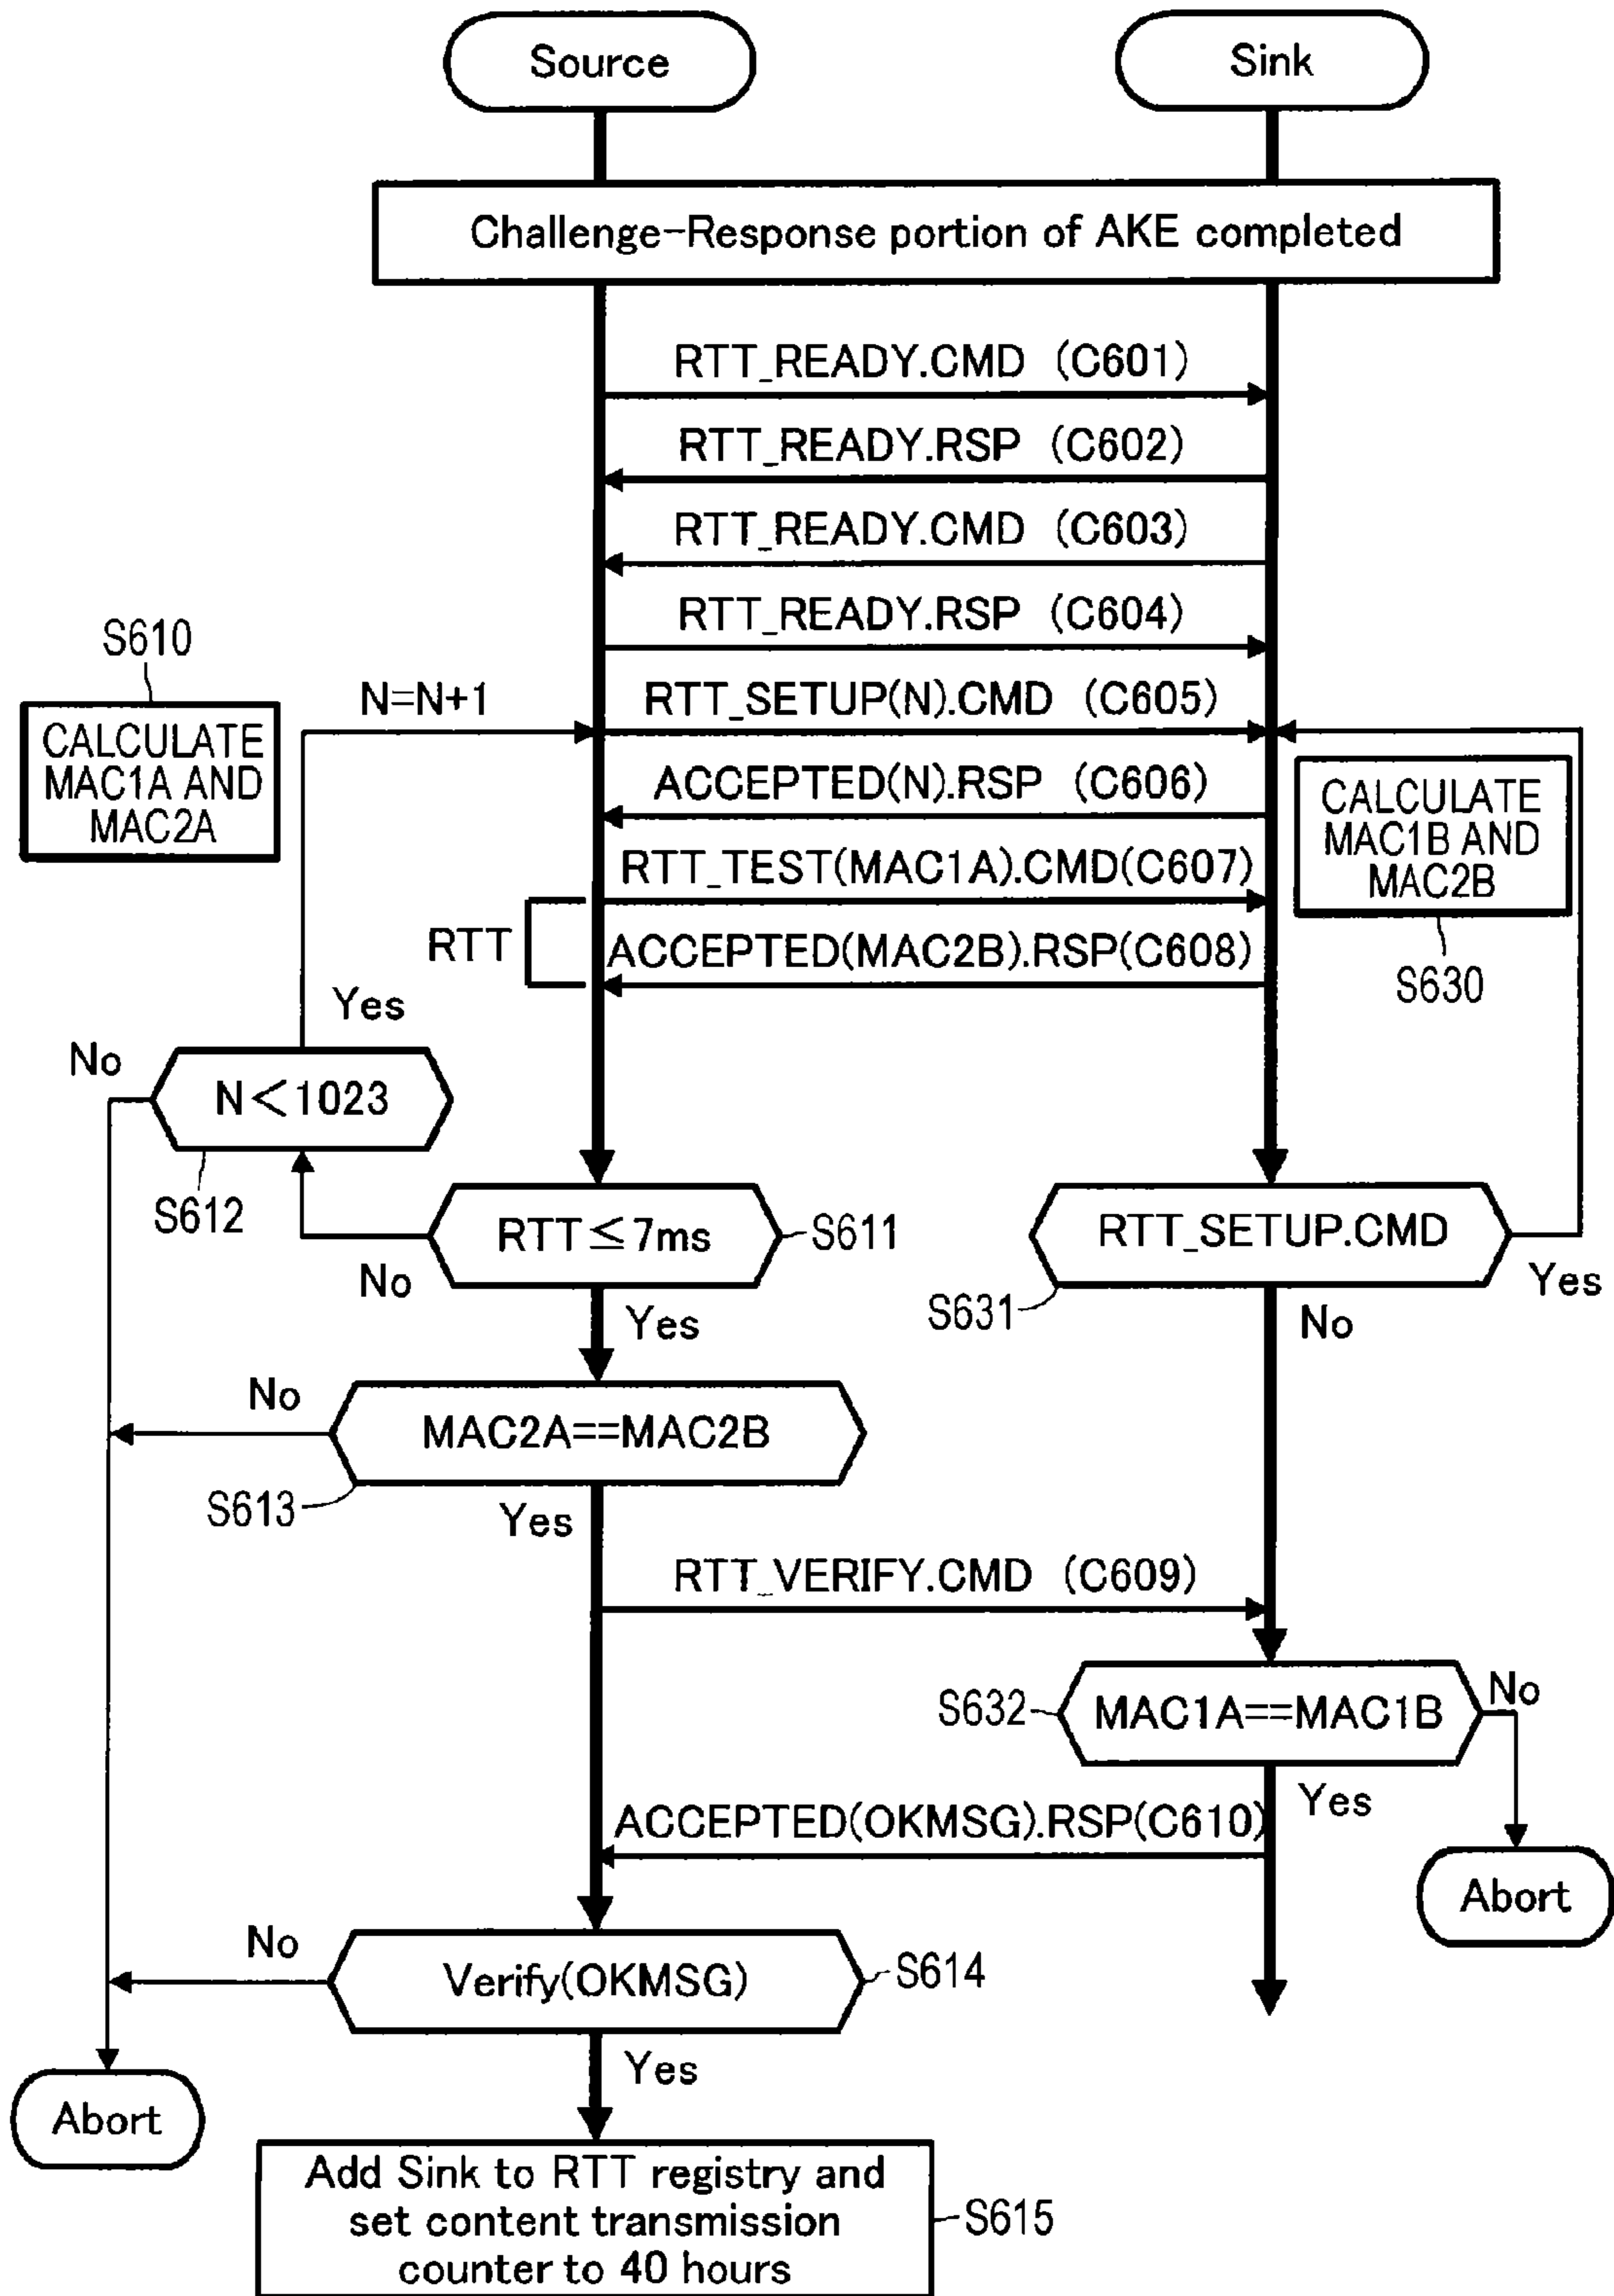 Source
Sink
Challenge-Response portion of AKE completed
RTT_READY.CMD (C601)
RTT_READY.RSP (C602)
RTT_READY.CMD (C603)
RTT_READY.RSP (C604)
S610
CALCULATE
MAC1A AND
MAC2A
N=N+1
RTT_SETUP(N).CMD (C605)
ACCEPTED(N).RSP (C606)
CALCULATE
MAC1B AND
MAC2B
S630
RTT_TEST(MAC1A).CMD(C607)
RTT
ACCEPTED(MAC2B).RSP(C608)
Yes
No
N<1023
S612
RTT≤7ms
S611
No
Yes
RTT_SETUP.CMD
S631
Yes
No
No
MAC2A==MAC2B
S613
Yes
RTT_VERIFY.CMD (C609)
S632
MAC1A==MAC1B
No
Yes
ACCEPTED(OKMSG).RSP(C610)
Abort
No
Verify(OKMSG)
S614
Yes
Abort
Add Sink to RTT registry and
set content transmission
counter to 40 hours
S615